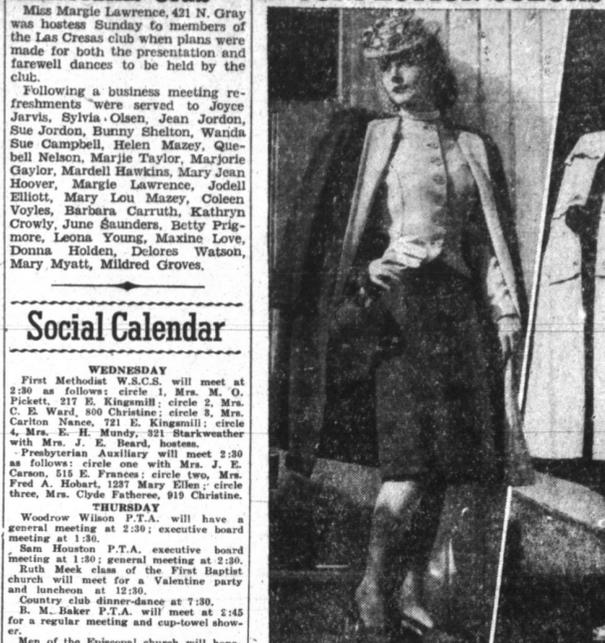 Miss Margie Lawrence, 421 N. Gray
was hostess Sunday to members of
the Las Cresas club when plans were
made for both the presentation and
farewell dances to be held by the
club.
Following a business meeting re-
freshments were served to Joyce
Jarvis, Sylvia Olsen, Jean Jordon,
Sue Jordon, Bunny Shelton, Wanda
Sue Campbell, Helen Mazey, Que-
bell Nelson, Marjie Taylor, Marjorie
Gaylor, Mardell Hawkins, Mary Jean
Hoover, Margie Lawrence, Jodell
Elliott, Mary Lou Mazey, Coleen
Voyles, Barbara Carruth, Kathryn
Crowly, June Saunders, Betty Prig-
more, Leona Young, Maxine Love,
Donna Holden, Delores Watson,
Mary Myatt, Mildred Groves.
Social Calendar
WEDNESDAY
First Methodist W.S.C.S. will meet at
2:30 as follows: circle 1, Mrs. M. O.
Pickett, 217 E. Kingsmill; circle 2, Mrs.
C. E. Ward, 800 Christine; circle 3, Mrs.
Carlton Nance, 721 E. Kingsmill; circle
4, Mrs. E. H. Mundy, 321 Starkweather
with Mrs. J. E. Beard, hostess.
Presbyterian Auxiliary will meet 2:30
as follows: circle one with Mrs. J. E.
Carson, 515 E. Frances; circle two, Mrs.
Fred A. Hobart, 1237 Mary Ellen; circle
three, Mrs. Clyde Fatheree, 919 Christine.
THURSDAY
Woodrow Wilson P.T.A. will have a
general meeting at 2:30; executive board
meeting at 1:30.
Sam Houston P.T.A. executive board
meeting at 1:30; general meeting at 2:30.
Ruth Meek class of the First Baptist
church will meet for a Valentine party
and luncheon at 12:30.
Country club dinner-dance at 7:30.
B. M. Baker P.T.A. will meet at 2:45
for a regular meeting and cup-towel show-
er.
Men of the Episcopal church will have